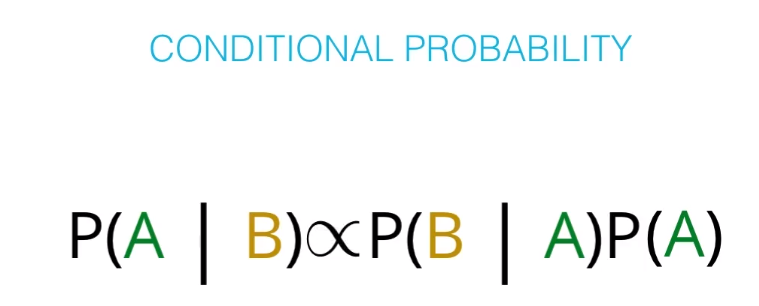 CONDITIONAL PROBABILITY
P(A | B)∝P(B | A)P(A)